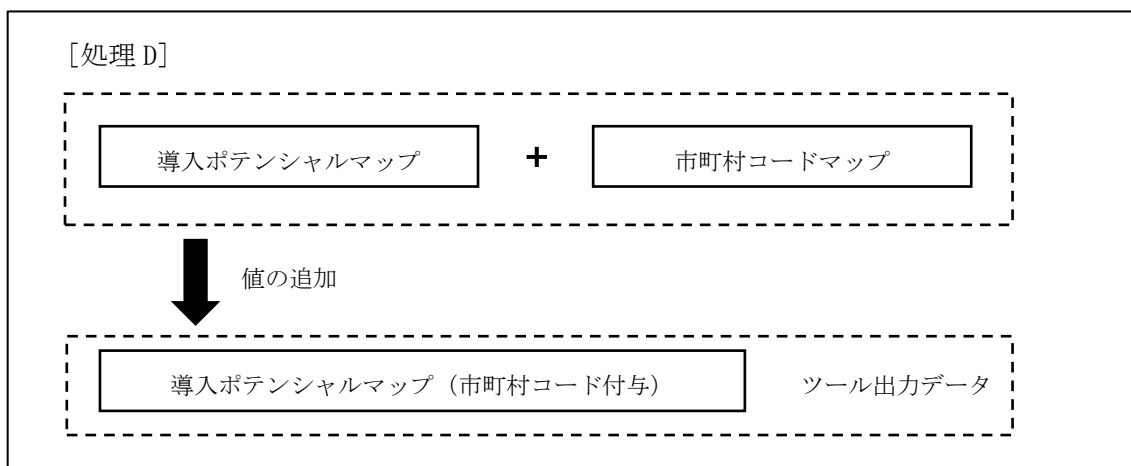 [処理 D]
導入ポテンシャルマップ + 市町村コードマップ
値の追加
導入ポテンシャルマップ（市町村コード付与） ツール出力データ